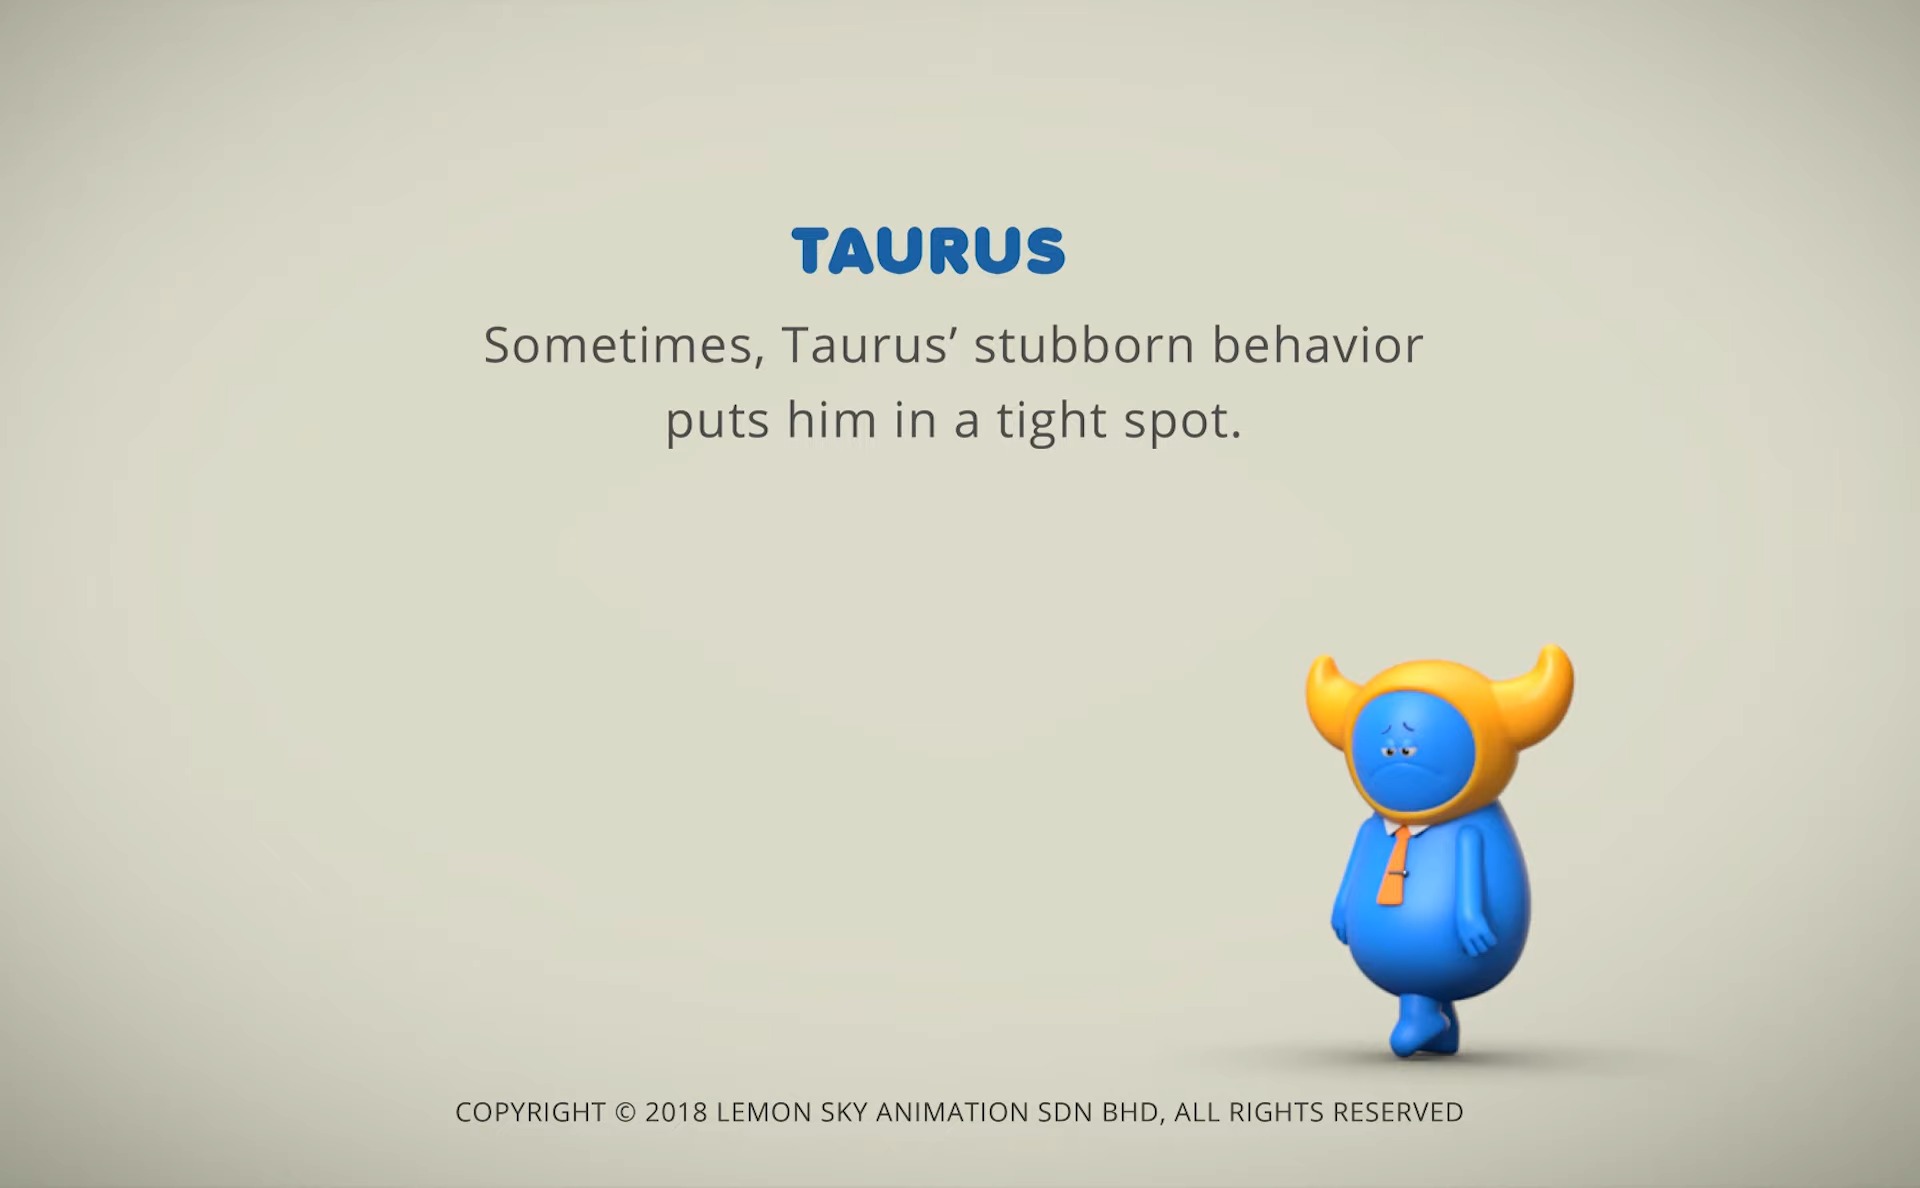 TAURUS
Sometimes, Taurus’ stubborn behavior
puts him in a tight spot.
COPYRIGHT © 2018 LEMON SKY ANIMATION SDN BHD, ALL RIGHTS RESERVED